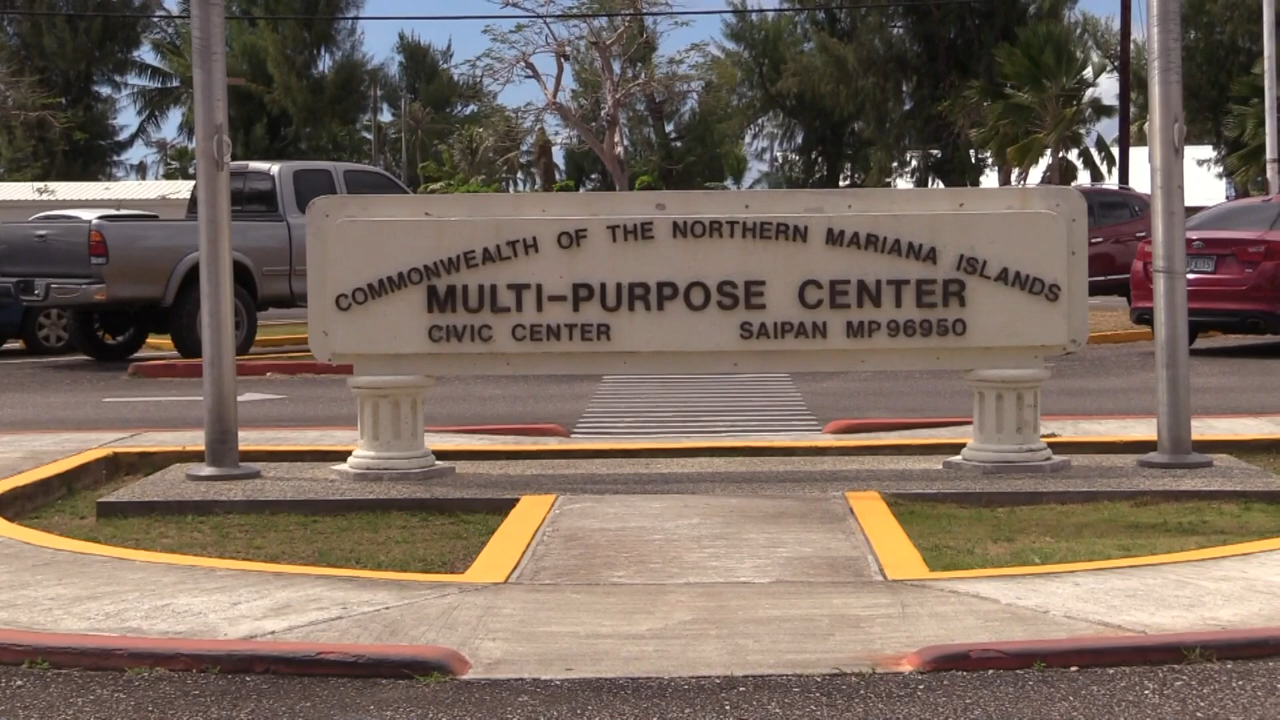 COMMONWEALTH OF THE NORTHERN MARIANA ISLANDS
MULTI-PURPOSE CENTER
CIVIC CENTER SAIPAN MP 96950